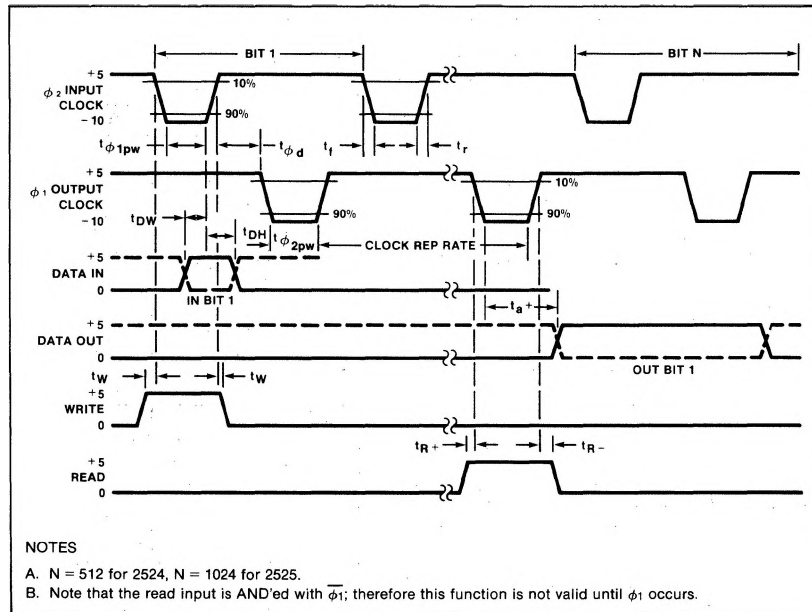 BIT 1
BIT N
+5
10%
φ2 INPUT
CLOCK
90%
-10
tφ1pw
tφd
tf
tr
+5
φ1 OUTPUT
CLOCK
10%
-10
90%
tDW
tDH
tφ2pw
CLOCK REP RATE
+5
DATA IN
0
IN BIT 1
ta+
+5
DATA OUT
0
OUT BIT 1
tW
tW
+5
WRITE
0
tR+
tR−
+5
READ
0
NOTES
A. N = 512 for 2524, N = 1024 for 2525.
B. Note that the read input is AND'ed with φ̅1; therefore this function is not valid until φ1 occurs.